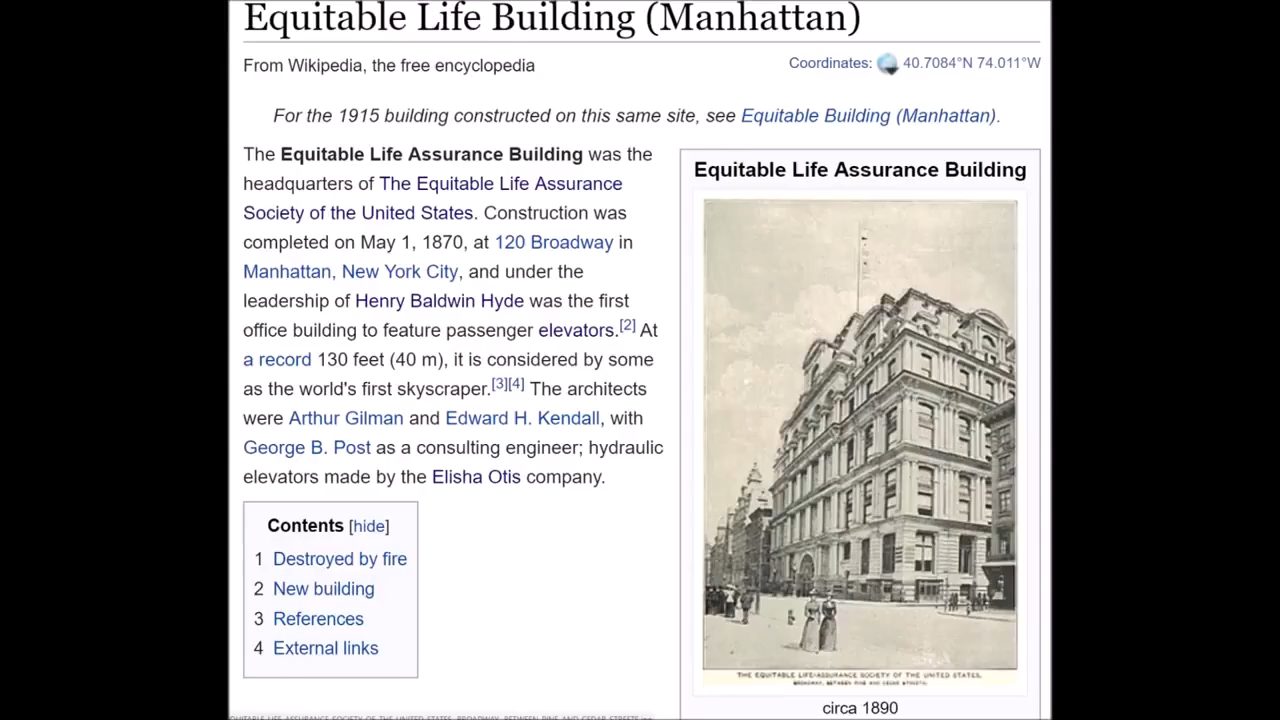 Equitable Life Building (Manhattan)
From Wikipedia, the free encyclopedia
Coordinates: 40.7084°N 74.011°W
For the 1915 building constructed on this same site, see Equitable Building (Manhattan).
The Equitable Life Assurance Building was the
headquarters of The Equitable Life Assurance
Society of the United States. Construction was
completed on May 1, 1870, at 120 Broadway in
Manhattan, New York City, and under the
leadership of Henry Baldwin Hyde was the first
office building to feature passenger elevators.[2] At
a record 130 feet (40 m), it is considered by some
as the world's first skyscraper.[3][4] The architects
were Arthur Gilman and Edward H. Kendall, with
George B. Post as a consulting engineer; hydraulic
elevators made by the Elisha Otis company.
Contents [hide]
1 Destroyed by fire
2 New building
3 References
4 External links
Equitable Life Assurance Building
THE EQUITABLE LIFE ASSURANCE SOCIETY OF THE UNITED STATES,
BROADWAY, BETWEEN PINE AND CEDAR STREETS.
circa 1890